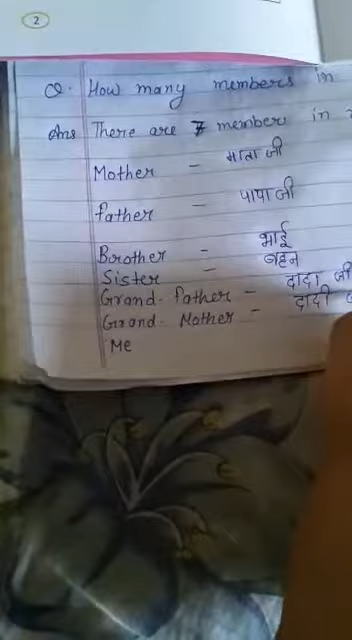 2
Q. How many members in
Ans There are 7 member in
Mother - माता जी
Father - पापा जी
Brother - भाई
Sister - बहन
Grand-Father - दादा जी
Grand-Mother - दादी
Me